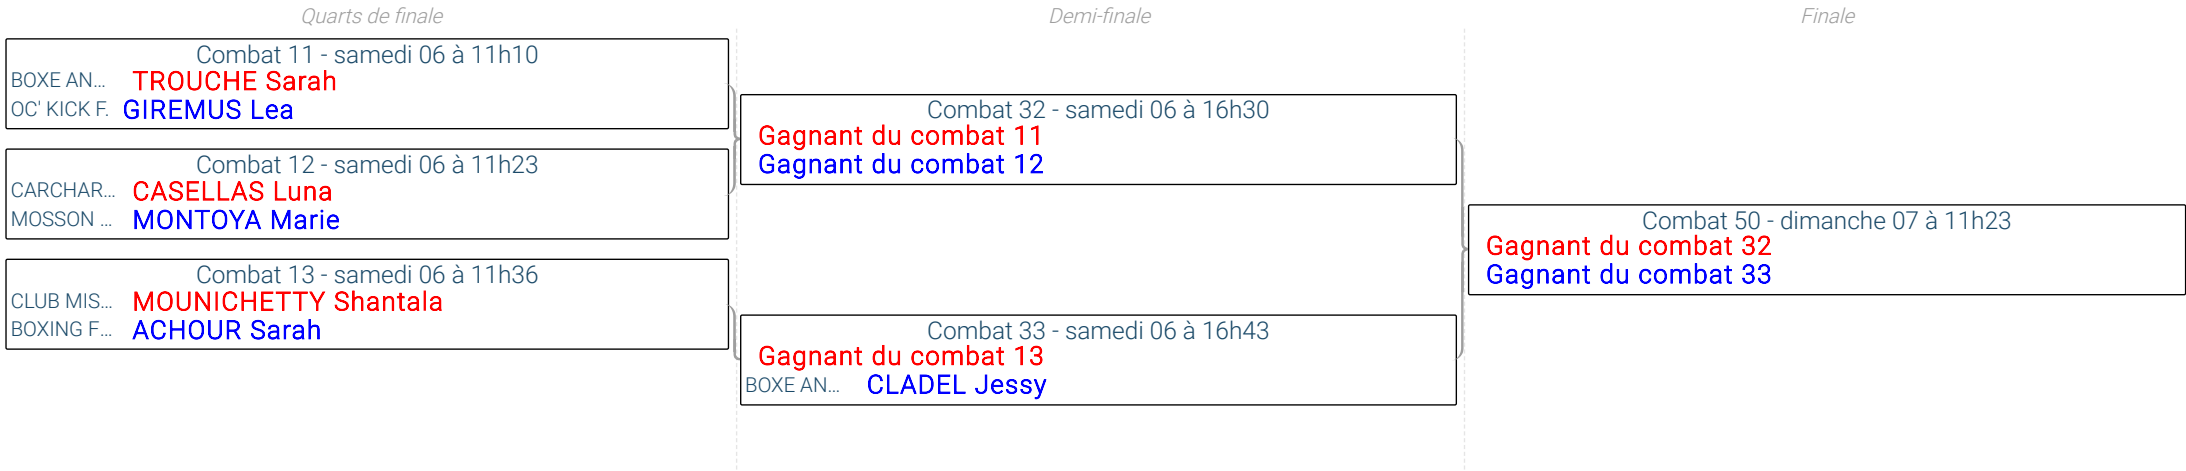 Quarts de finale
Demi-finale
Finale
Combat 11 - samedi 06 à 11h10
BOXE AN... TROUCHE Sarah
OC' KICK F. GIREMUS Lea
Combat 12 - samedi 06 à 11h23
CARCHAR... CASELLAS Luna
MOSSON ... MONTOYA Marie
Combat 13 - samedi 06 à 11h36
CLUB MIS... MOUNICHETTY Shantala
BOXING F... ACHOUR Sarah
Combat 32 - samedi 06 à 16h30
Gagnant du combat 11
Gagnant du combat 12
Combat 33 - samedi 06 à 16h43
Gagnant du combat 13
BOXE AN... CLADEL Jessy
Combat 50 - dimanche 07 à 11h23
Gagnant du combat 32
Gagnant du combat 33